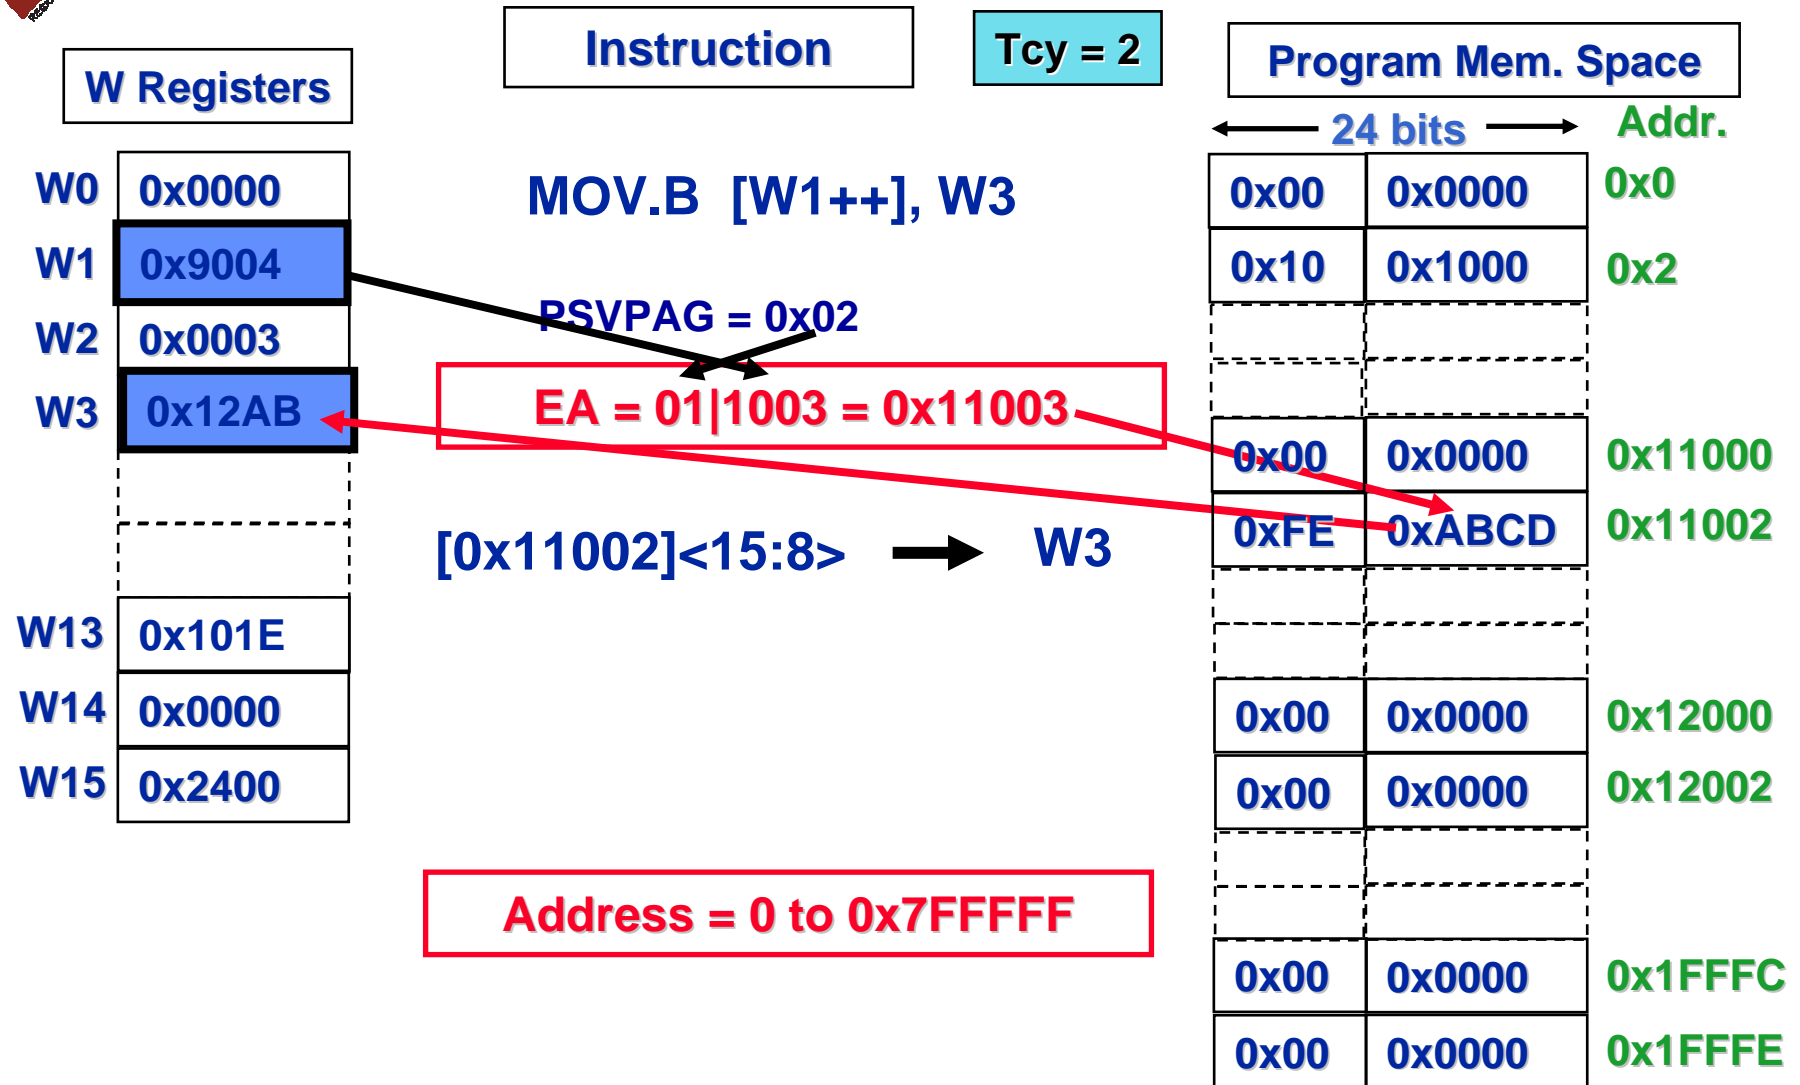 Instruction
Tcy = 2
W Registers
Program Mem. Space
24 bits
Addr.
W0 0x0000
MOV.B [W1++], W3
0x00 0x0000 0x0
W1 0x9004
0x10 0x1000 0x2
PSVPAG = 0x02
W2 0x0003
W3 0x12AB
EA = 01|1003 = 0x11003
0x00 0x0000 0x11000
[0x11002]<15:8> W3
0xFE 0xABCD 0x11002
W13 0x101E
W14 0x0000
0x00 0x0000 0x12000
W15 0x2400
0x00 0x0000 0x12002
Address = 0 to 0x7FFFFF
0x00 0x0000 0x1FFFC
0x00 0x0000 0x1FFFE